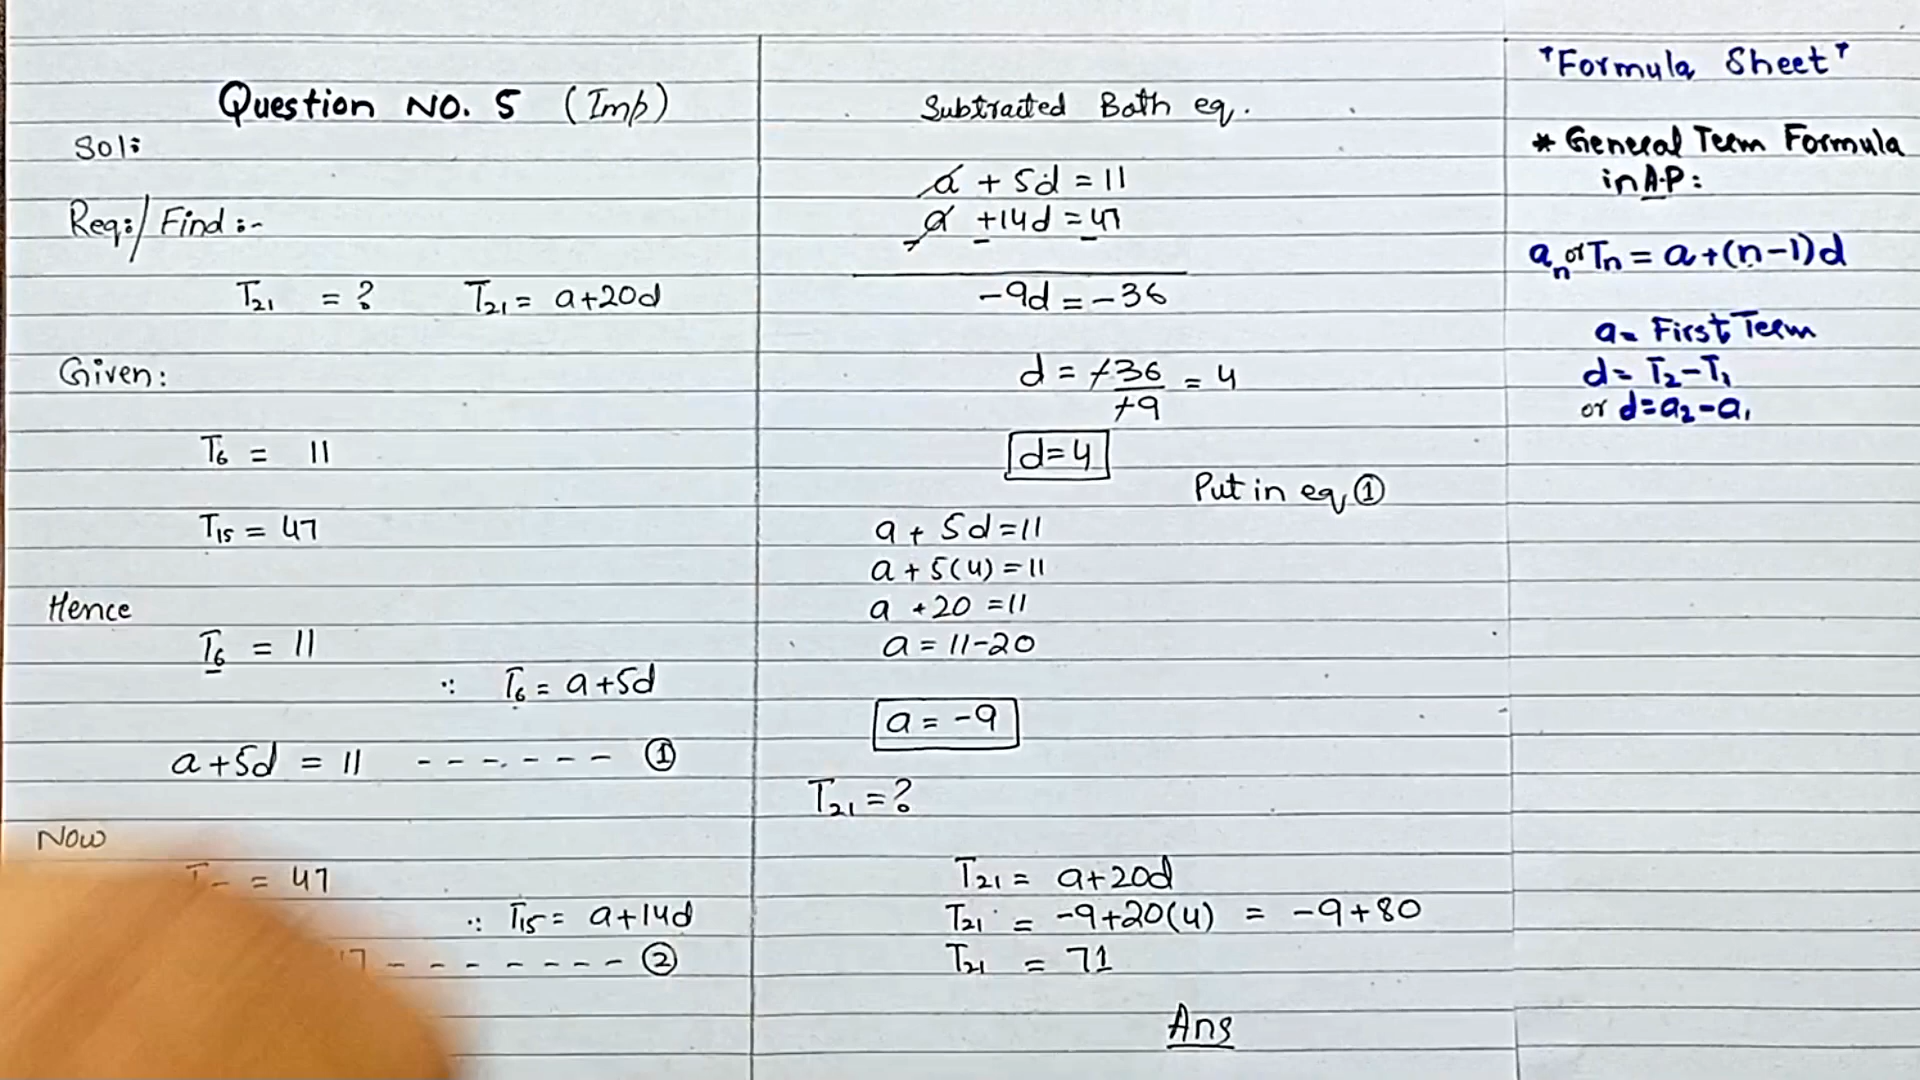 Question No. 5 (Imp)
Sol:
Req:/ Find :-
T21 = ? T21 = a+20d
Given:
T6 = 11
T15 = 47
Hence
T6 = 11
∵ T6 = a+5d
a+5d = 11 - - - - - - - ①
Now
= 47
∵ T15 = a+14d
- - - - - - - - ②
Subtracted Both eq.
a + 5d = 11
a +14d = 47
- - -
-9d = -36
d = -36/-9 = 4
d=4
Put in eq ①
a + 5d = 11
a + 5(4) = 11
a + 20 = 11
a = 11-20
a = -9
T21 = ?
T21 = a+20d
T21 = -9+20(4) = -9+80
T21 = 71
Ans
"Formula Sheet"
* General Term Formula
in A.P:
an or Tn = a+(n-1)d
a = First Term
d = T2-T1
or d=a2-a1